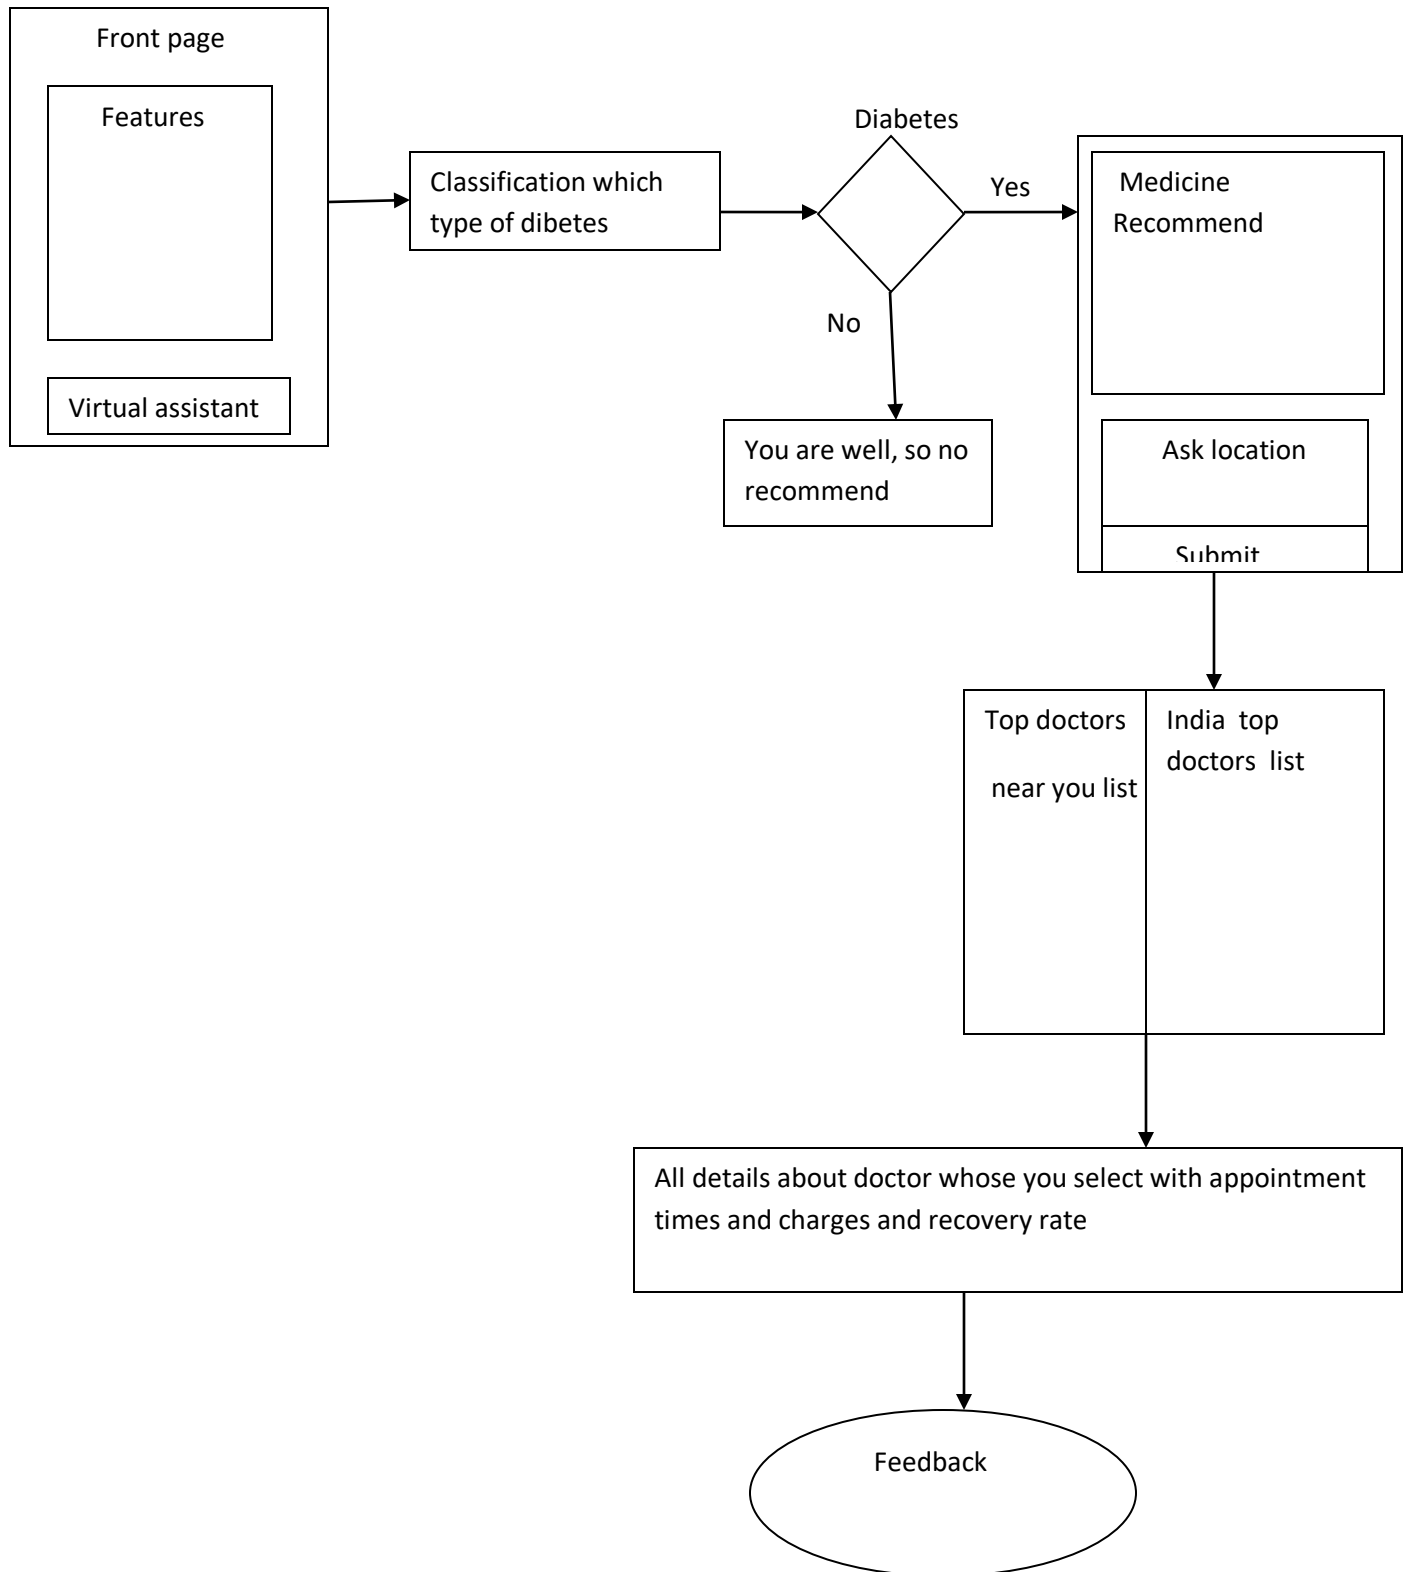 Front page
Features
Virtual assistant
Classification which
type of dibetes
Diabetes
Yes
No
You are well, so no
recommend
Medicine
Recommend
Ask location
Submit
Top doctors
near you list
India top
doctors list
All details about doctor whose you select with appointment
times and charges and recovery rate
Feedback